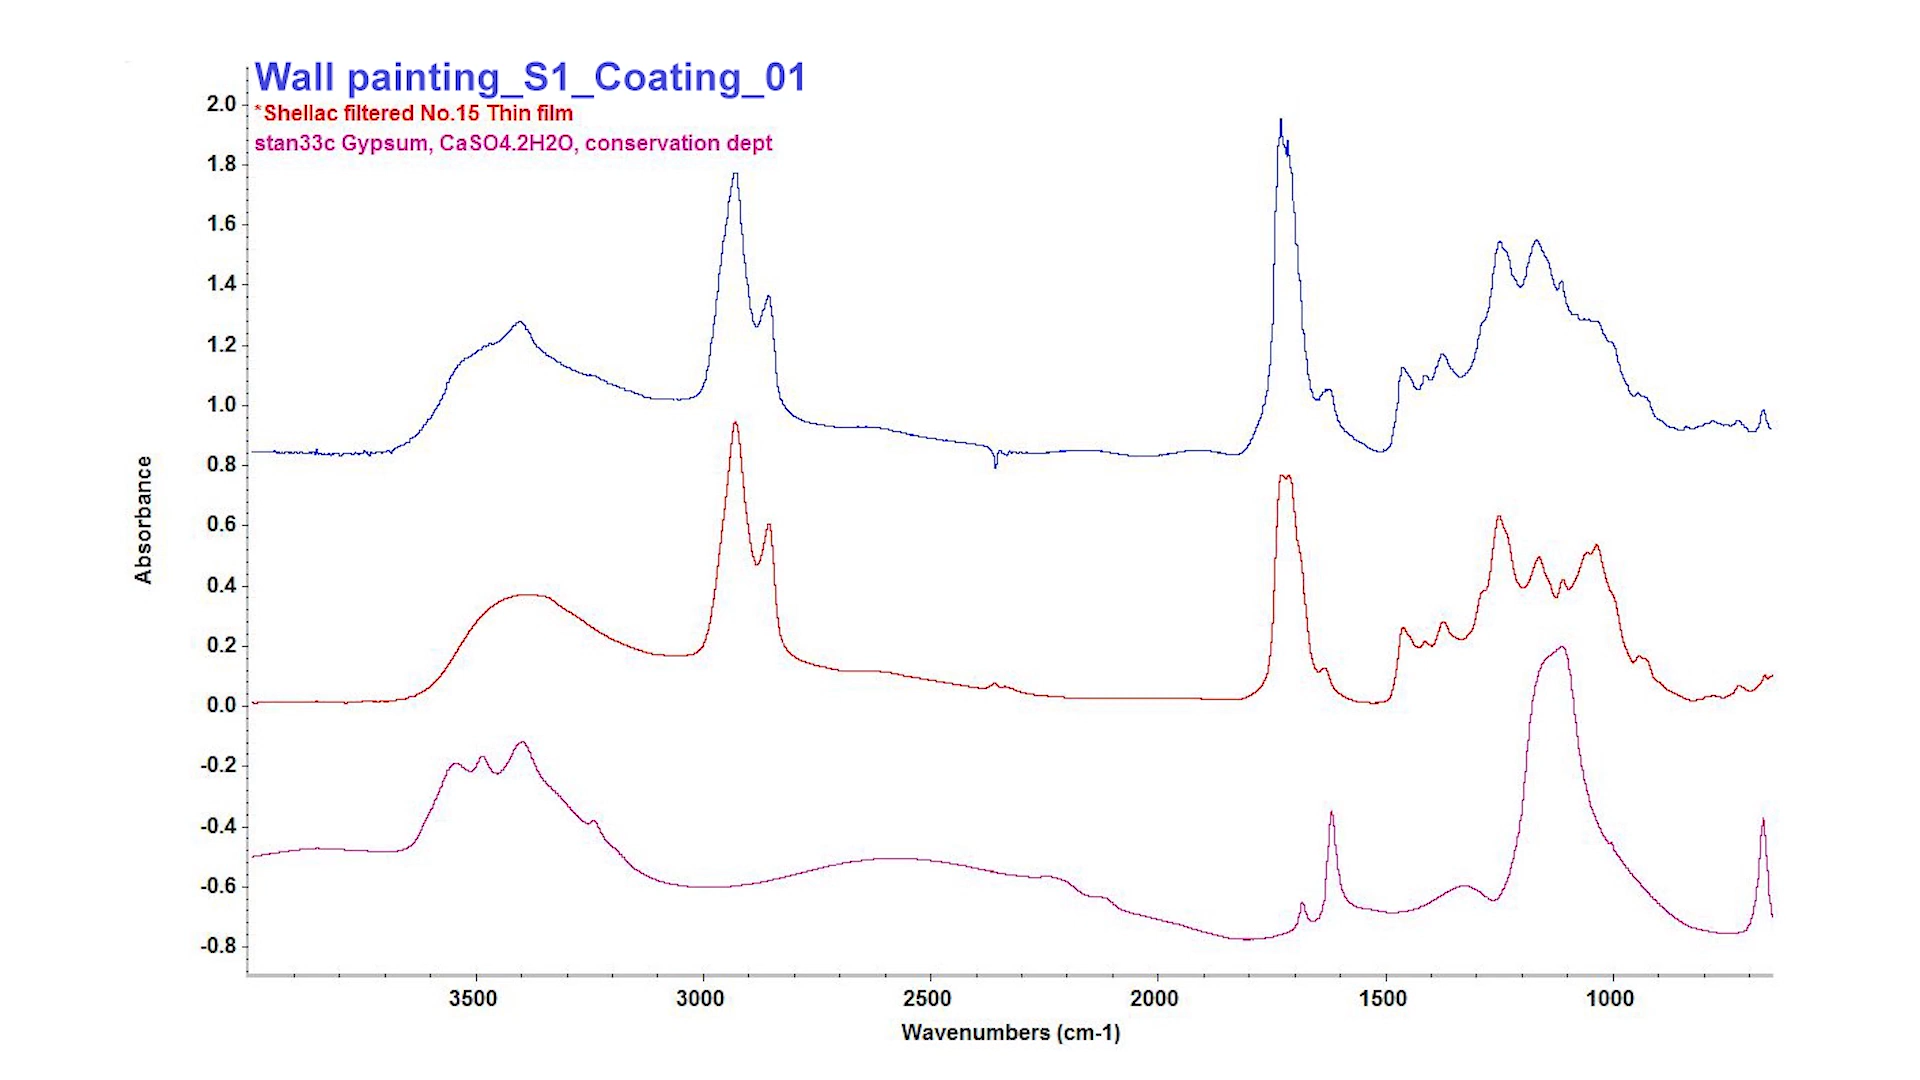 Wall painting_S1_Coating_01
*Shellac filtered No.15 Thin film
stan33c Gypsum, CaSO4.2H2O, conservation dept
2.0
1.8
1.6
1.4
1.2
1.0
0.8
0.6
0.4
0.2
0.0
-0.2
-0.4
-0.6
-0.8
Absorbance
3500 3000 2500 2000 1500 1000
Wavenumbers (cm-1)